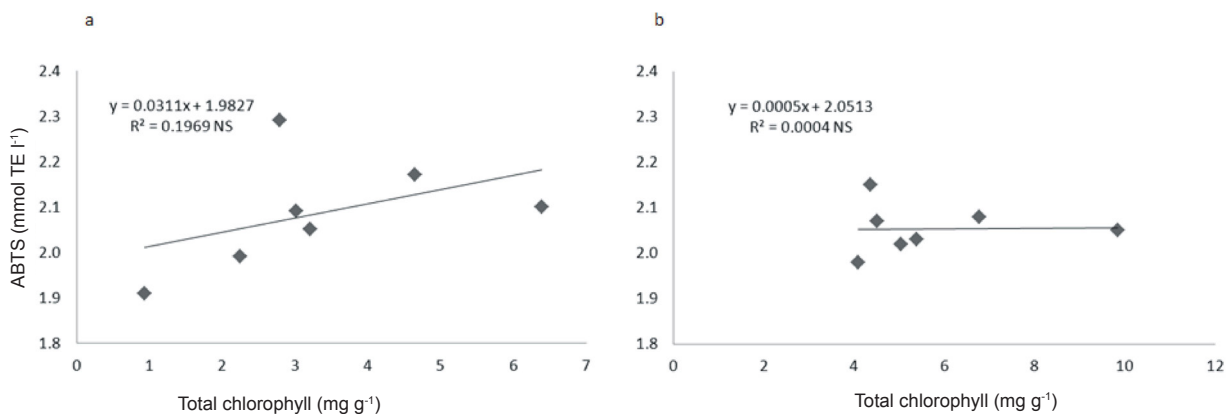 a
2.4
2.3
2.2
2.1
2.0
1.9
1.8
ABTS (mmol TE l⁻¹)
y = 0.0311x + 1.9827
R² = 0.1969 NS
0 1 2 3 4 5 6 7
Total chlorophyll (mg g⁻¹)
b
2.4
2.3
2.2
2.1
2.0
1.9
1.8
y = 0.0005x + 2.0513
R² = 0.0004 NS
0 2 4 6 8 10 12
Total chlorophyll (mg g⁻¹)